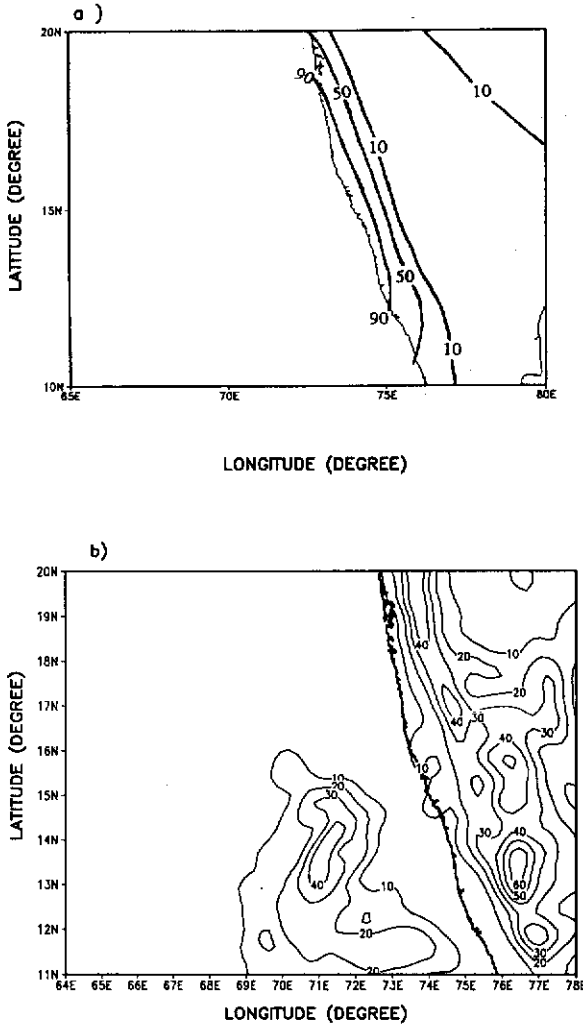 a )
20N
90
50
10
10
LATITUDE (DEGREE)
15N
50
90
10
10N
65E 70E 75E 80E
LONGITUDE (DEGREE)
b)
20N
19N
18N
40
10
20
17N
20
40
30
30
16N
40
10
10
15N
20
30
14N
30
40
LATITUDE (DEGREE)
13N
40
60
50
10
12N
20
30
20
20
11N
64E 65E 66E 67E 68E 69E 70E 71E 72E 73E 74E 75E 76E 77E 78E
LONGITUDE (DEGREE)